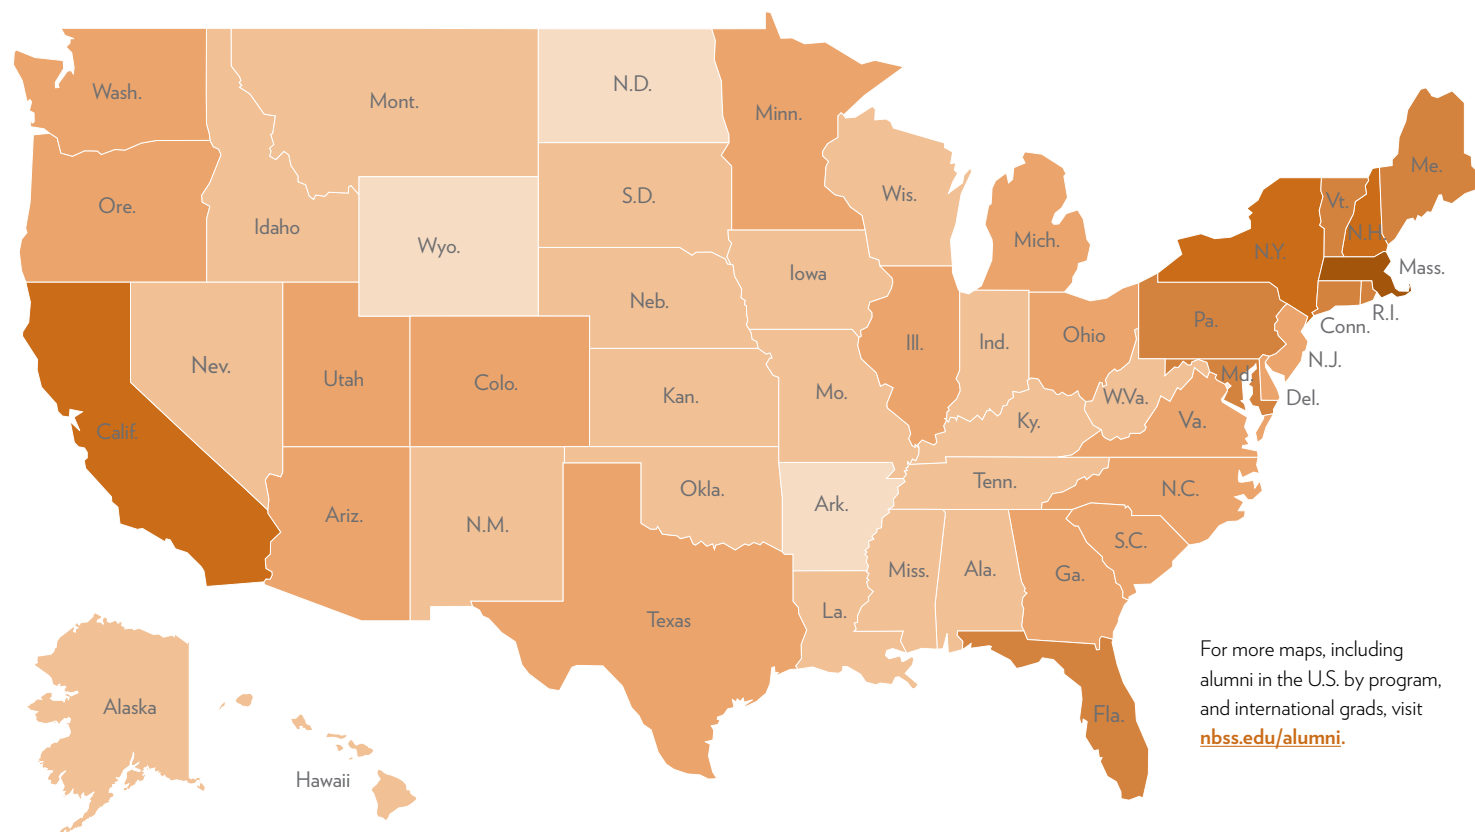 Wash.
Mont.
N.D.
Minn.
Ore.
Idaho
Wyo.
S.D.
Wis.
Mich.
Me.
Vt.
N.H.
N.Y.
Mass.
Calif.
Nev.
Utah
Colo.
Neb.
Iowa
Ill.
Ind.
Ohio
Pa.
Conn.
R.I.
N.J.
Md.
Del.
Kan.
Mo.
Ky.
W.Va.
Va.
Ariz.
N.M.
Okla.
Ark.
Tenn.
N.C.
S.C.
Texas
La.
Miss.
Ala.
Ga.
Fla.
Alaska
Hawaii
For more maps, including
alumni in the U.S. by program,
and international grads, visit
nbss.edu/alumni.